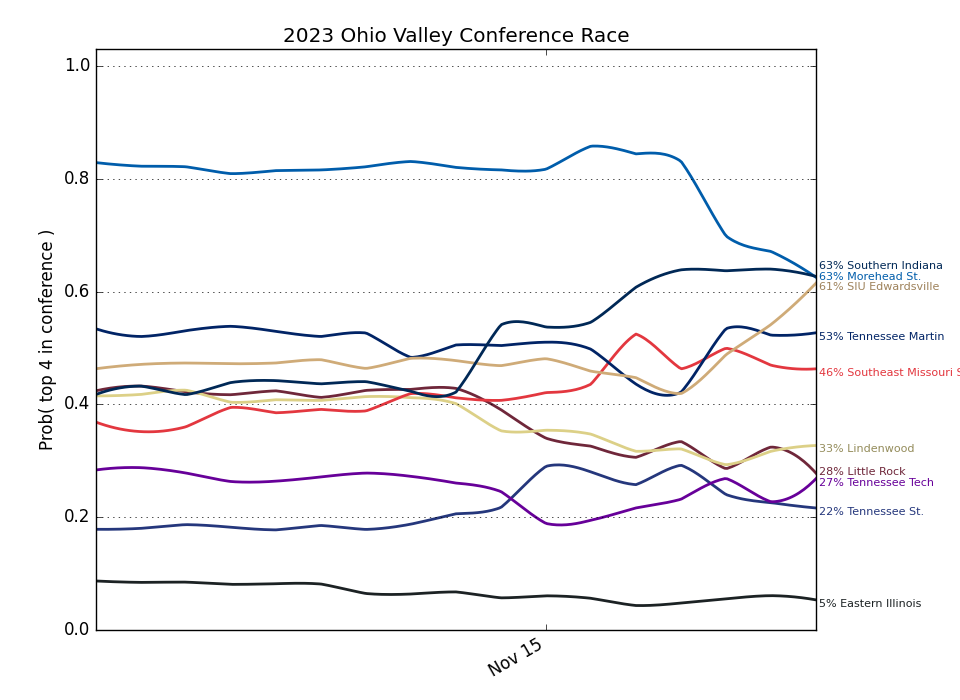 2023 Ohio Valley Conference Race
Prob( top 4 in conference )
1.0
0.8
0.6
0.4
0.2
0.0
Nov 15
63% Southern Indiana
63% Morehead St.
61% SIU Edwardsville
53% Tennessee Martin
46% Southeast Missouri S
33% Lindenwood
28% Little Rock
27% Tennessee Tech
22% Tennessee St.
5% Eastern Illinois